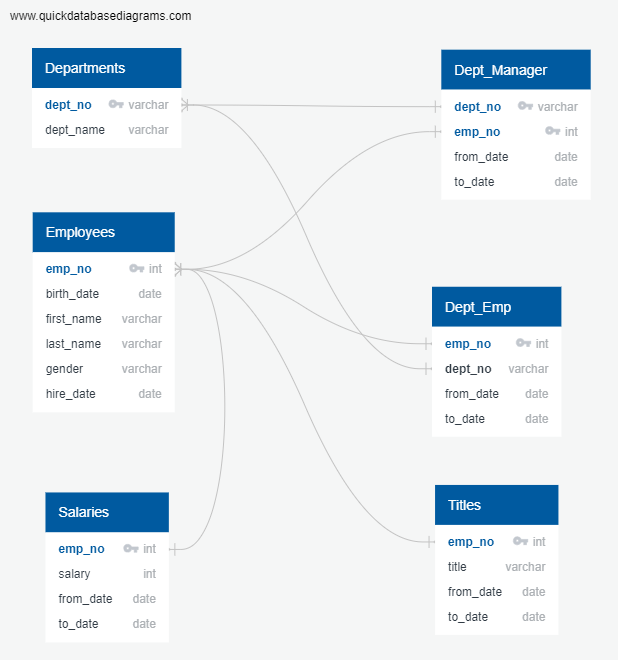 www.quickdatabasediagrams.com
Departments
dept_no varchar
dept_name varchar
Dept_Manager
dept_no varchar
emp_no int
from_date date
to_date date
Employees
emp_no int
birth_date date
first_name varchar
last_name varchar
gender varchar
hire_date date
Dept_Emp
emp_no int
dept_no varchar
from_date date
to_date date
Salaries
emp_no int
salary int
from_date date
to_date date
Titles
emp_no int
title varchar
from_date date
to_date date